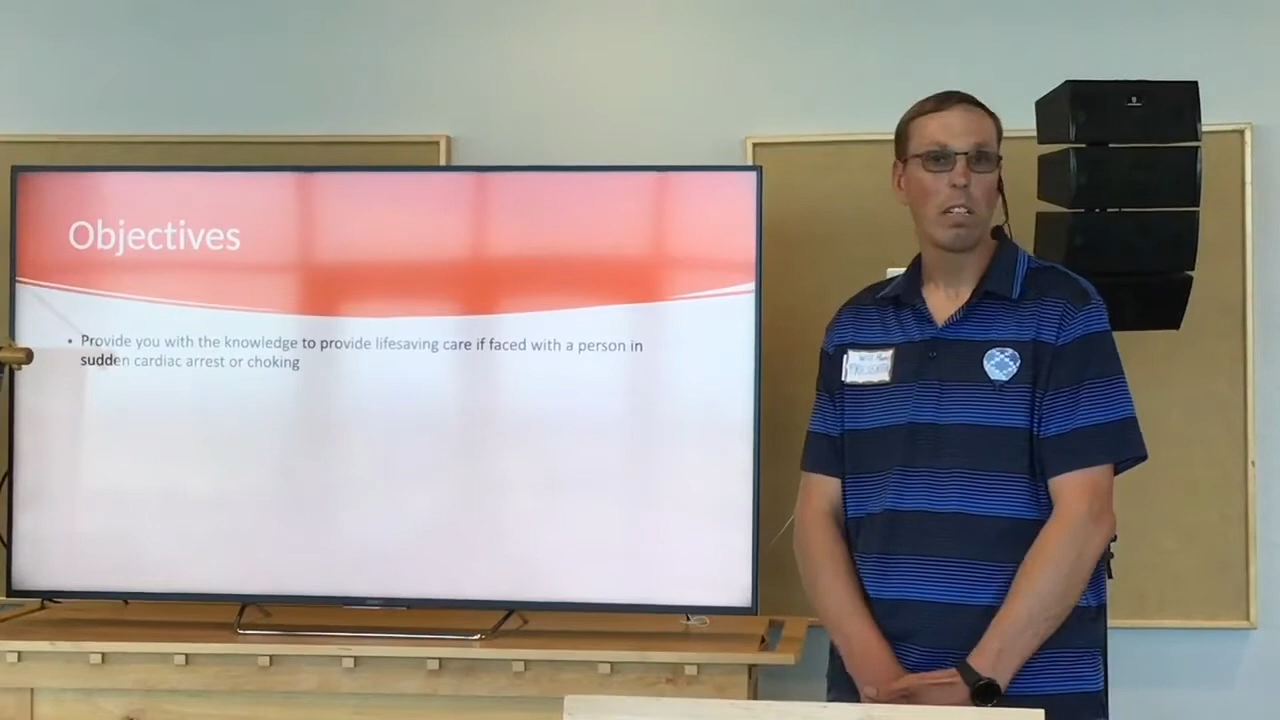 Objectives
• Provide you with the knowledge to provide lifesaving care if faced with a person in
sudden cardiac arrest or choking